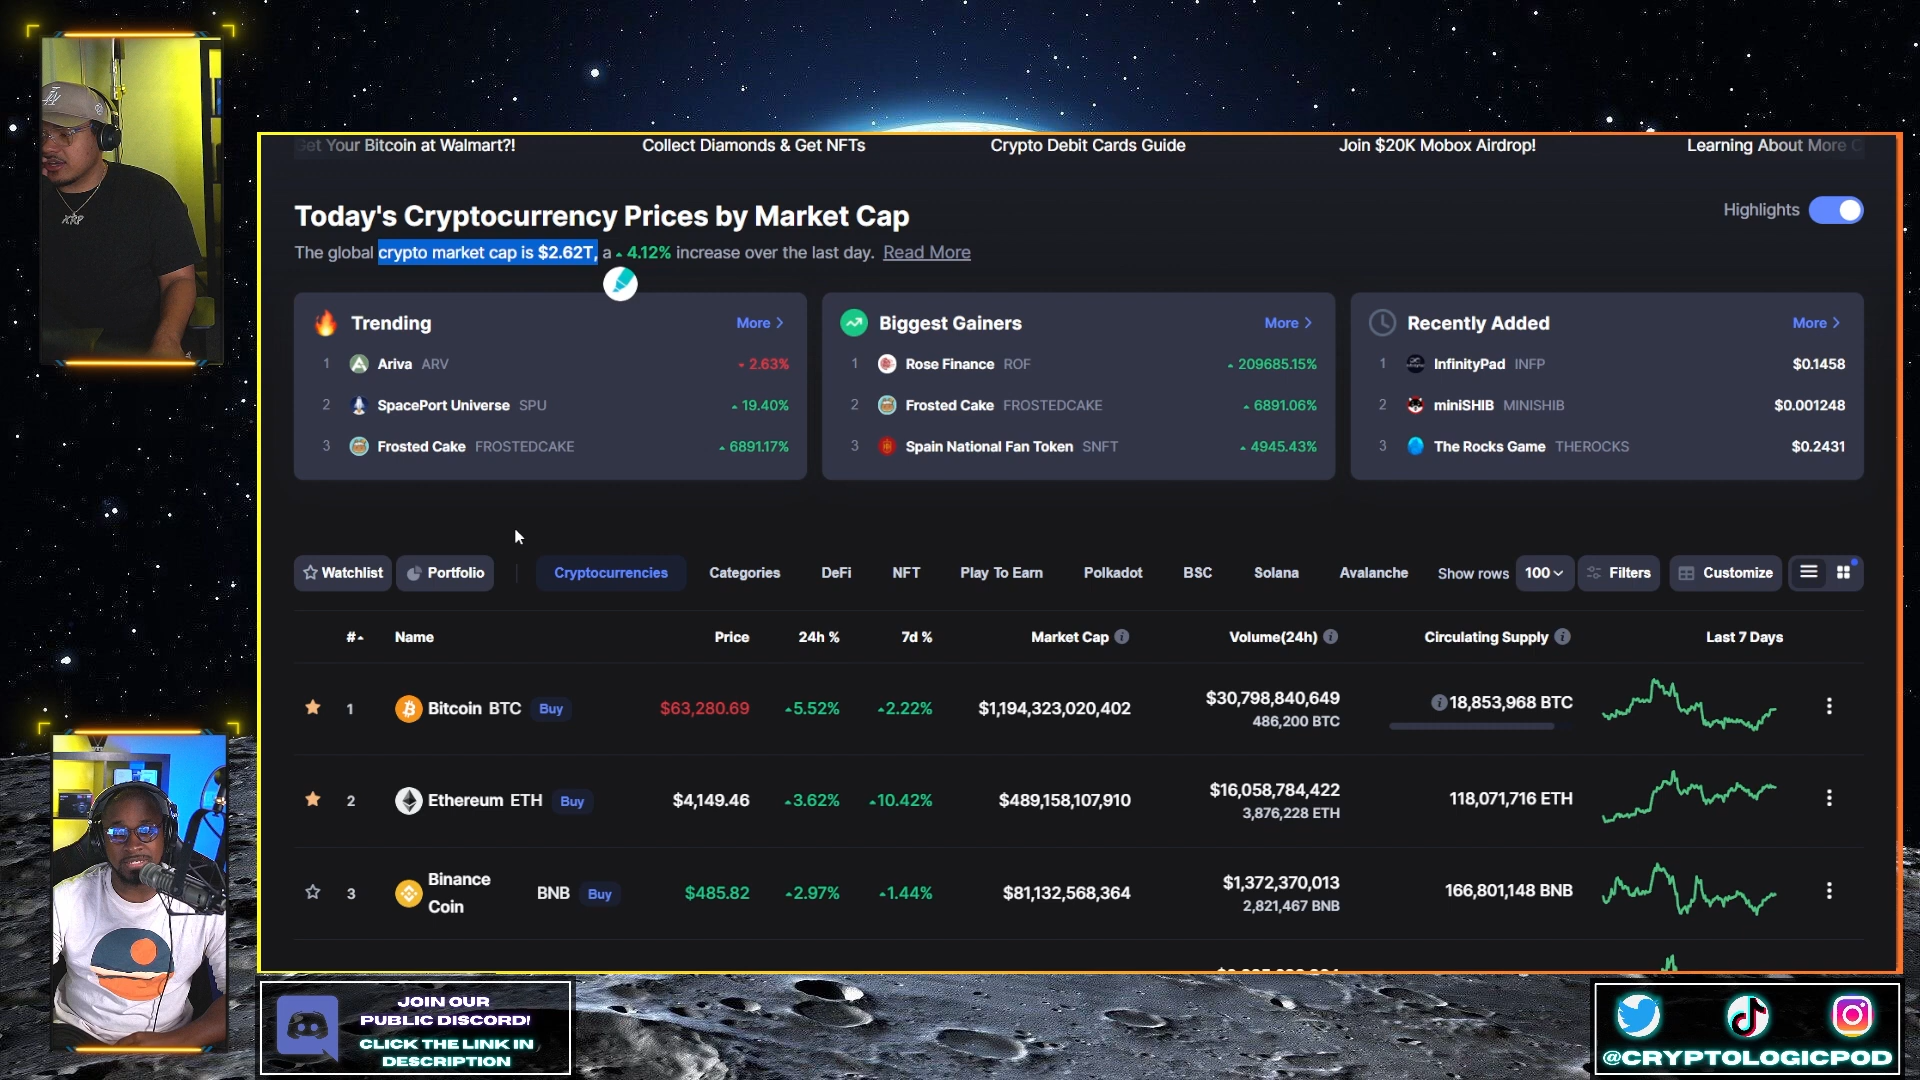 Get Your Bitcoin at Walmart?! Collect Diamonds & Get NFTs Crypto Debit Cards Guide Join $20K Mobox Airdrop! Learning About More C
Today's Cryptocurrency Prices by Market Cap
Highlights
The global crypto market cap is $2.62T, a 4.12% increase over the last day. Read More
Trending More
1 Ariva ARV 2.63%
2 SpacePort Universe SPU 19.40%
3 Frosted Cake FROSTEDCAKE 6891.17%
Biggest Gainers More
1 Rose Finance ROF 209685.15%
2 Frosted Cake FROSTEDCAKE 6891.06%
3 Spain National Fan Token SNFT 4945.43%
Recently Added More
1 InfinityPad INFP $0.1458
2 miniSHIB MINISHIB $0.001248
3 The Rocks Game THEROCKS $0.2431
Watchlist Portfolio Cryptocurrencies Categories DeFi NFT Play To Earn Polkadot BSC Solana Avalanche Show rows 100 Filters Customize
# Name Price 24h % 7d % Market Cap Volume(24h) Circulating Supply Last 7 Days
1 Bitcoin BTC Buy $63,280.69 5.52% 2.22% $1,194,323,020,402 $30,798,840,649 18,853,968 BTC
486,200 BTC
2 Ethereum ETH Buy $4,149.46 3.62% 10.42% $489,158,107,910 $16,058,784,422 118,071,716 ETH
3,876,228 ETH
3 Binance Coin BNB Buy $485.82 2.97% 1.44% $81,132,568,364 $1,372,370,013 166,801,148 BNB
2,821,467 BNB
XRP
JOIN OUR
PUBLIC DISCORD!
CLICK THE LINK IN
DESCRIPTION
@CRYPTOLOGICPOD